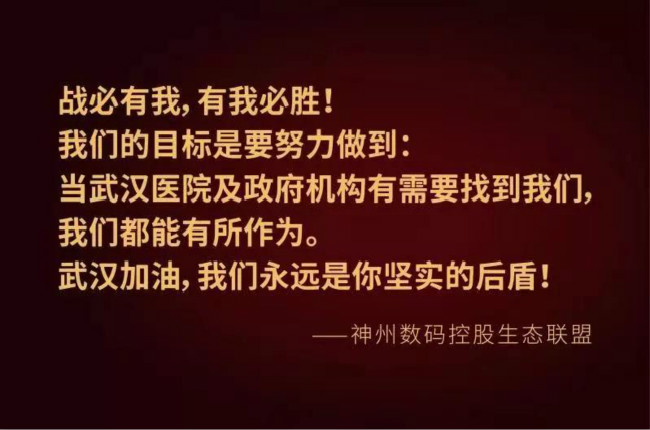 战必有我，有我必胜！
我们的目标是要努力做到：
当武汉医院及政府机构有需要找到我们，
我们都能有所作为。
武汉加油，我们永远是你坚实的后盾！
——神州数码控股生态联盟